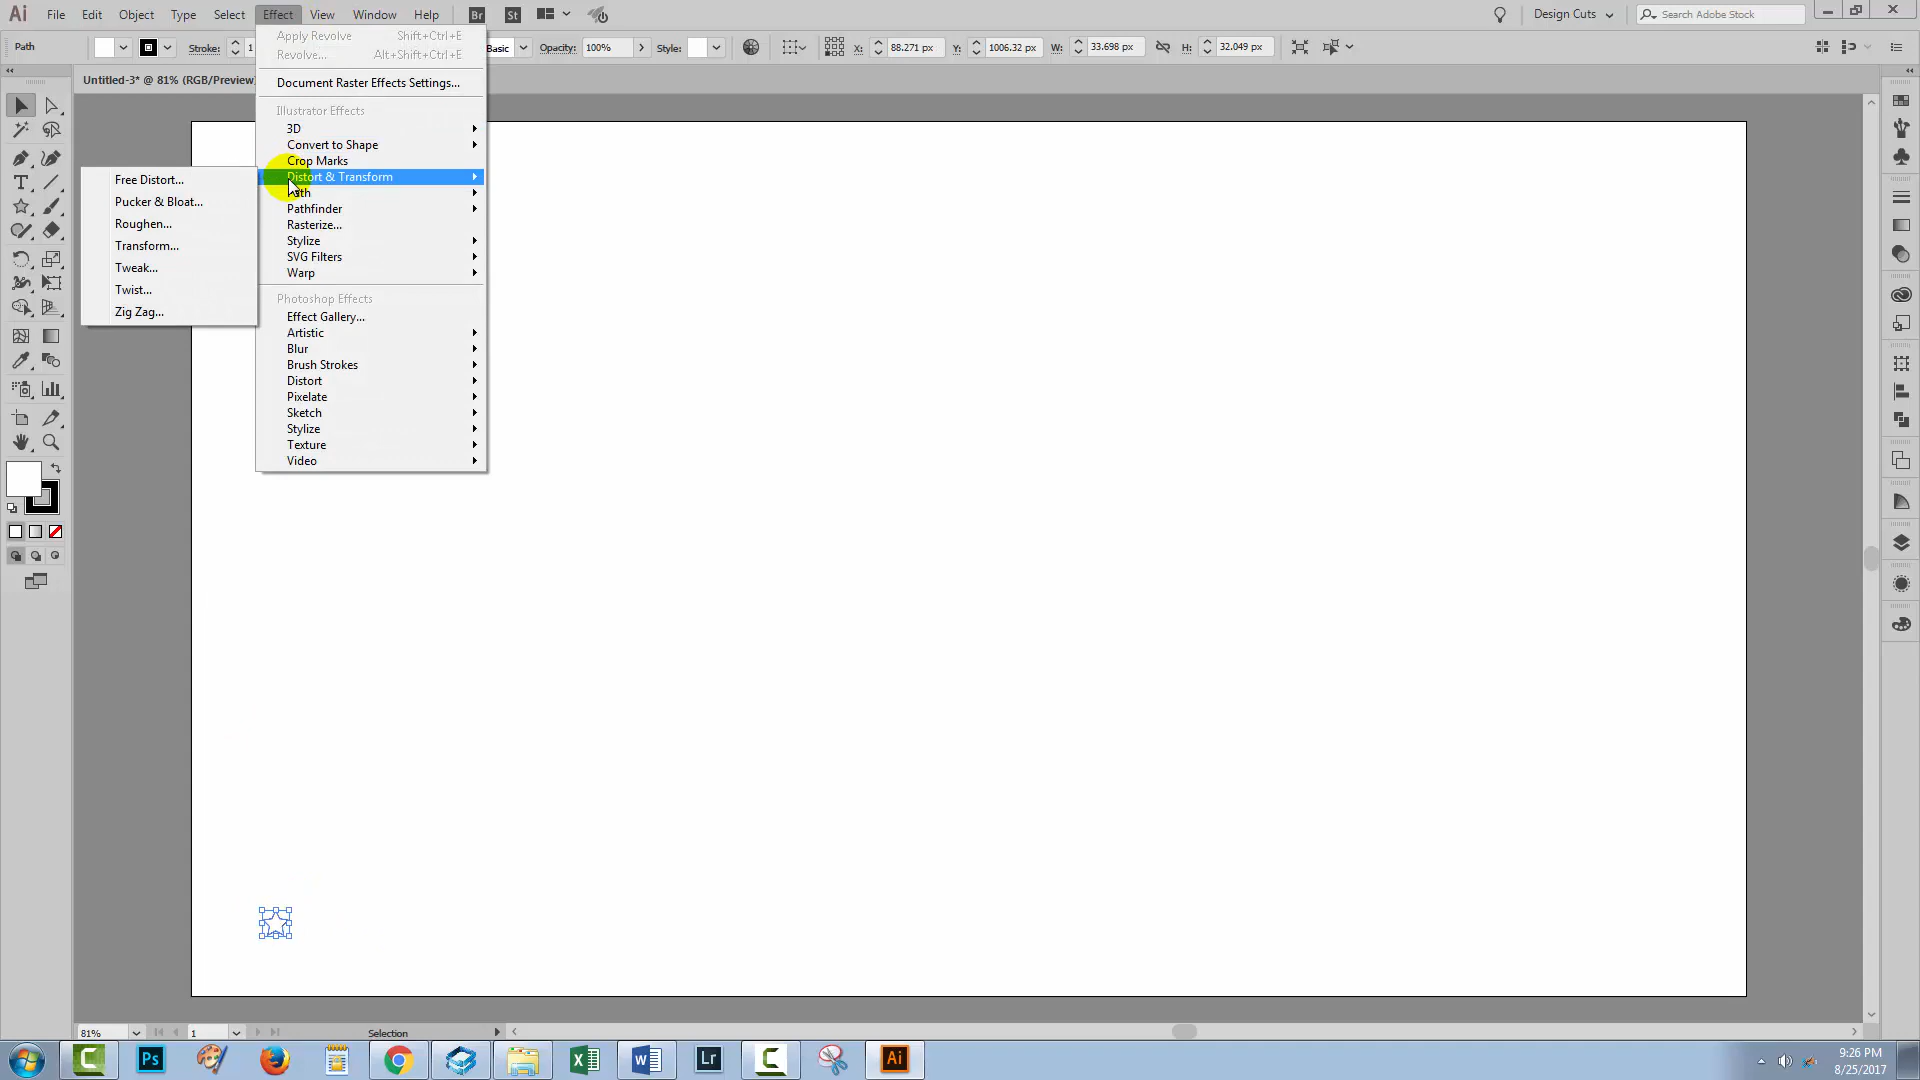 Ai File Edit Object Type Select Effect View Window Help Br St Design Cuts Search Adobe Stock
Path Stroke: 1 Basic Opacity: 100% Style: X: 88.271 px Y: 1006.32 px W: 33.698 px H: 32.049 px
Untitled-3* @ 81% (RGB/Preview)
Apply Revolve Shift+Ctrl+E
Revolve... Alt+Shift+Ctrl+E
Document Raster Effects Settings...
Illustrator Effects
3D
Convert to Shape
Crop Marks
Distort & Transform
Path
Pathfinder
Rasterize...
Stylize
SVG Filters
Warp
Photoshop Effects
Effect Gallery...
Artistic
Blur
Brush Strokes
Distort
Pixelate
Sketch
Stylize
Texture
Video
Free Distort...
Pucker & Bloat...
Roughen...
Transform...
Tweak...
Twist...
Zig Zag...
81% 1 Selection
Ps Lr Ai
9:26 PM
8/25/2017